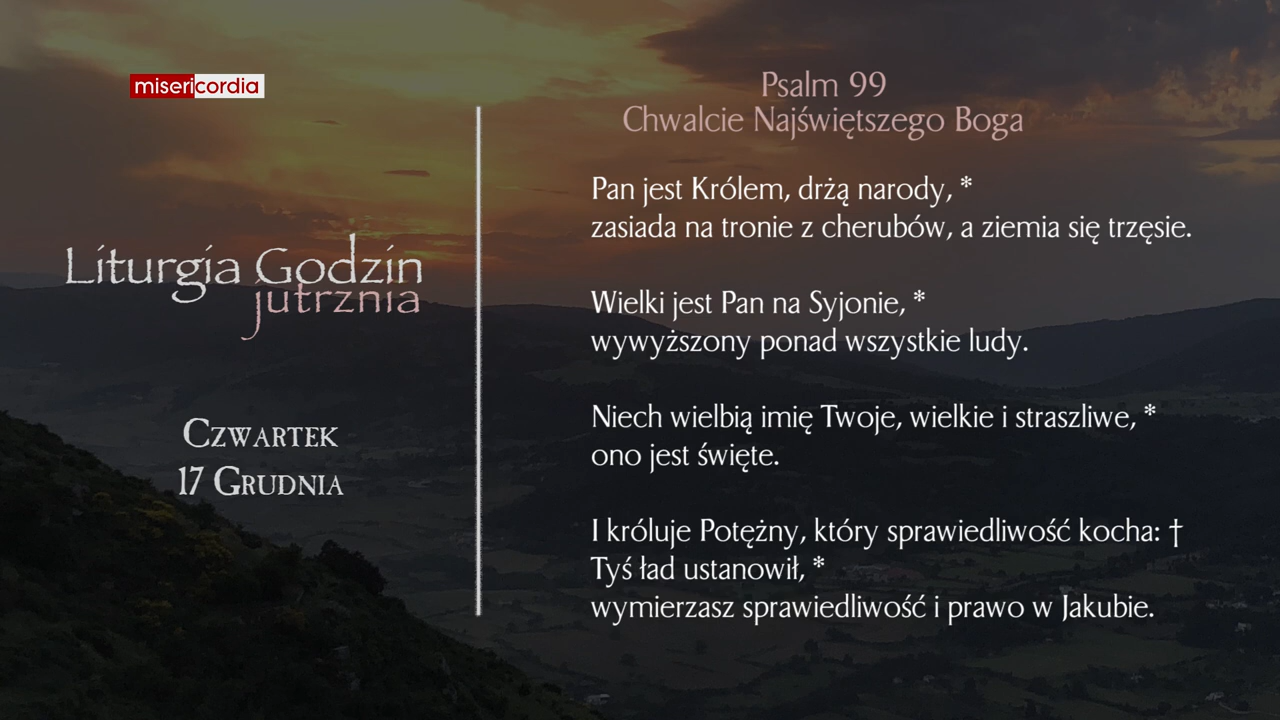 misericordia
Liturgia Godzin
jutrznia
Czwartek
17 Grudnia
Psalm 99
Chwalcie Najświętszego Boga
Pan jest Królem, drżą narody, *
zasiada na tronie z cherubów, a ziemia się trzęsie.
Wielki jest Pan na Syjonie, *
wywyższony ponad wszystkie ludy.
Niech wielbią imię Twoje, wielkie i straszliwe, *
ono jest święte.
I króluje Potężny, który sprawiedliwość kocha: †
Tyś ład ustanowił, *
wymierzasz sprawiedliwość i prawo w Jakubie.